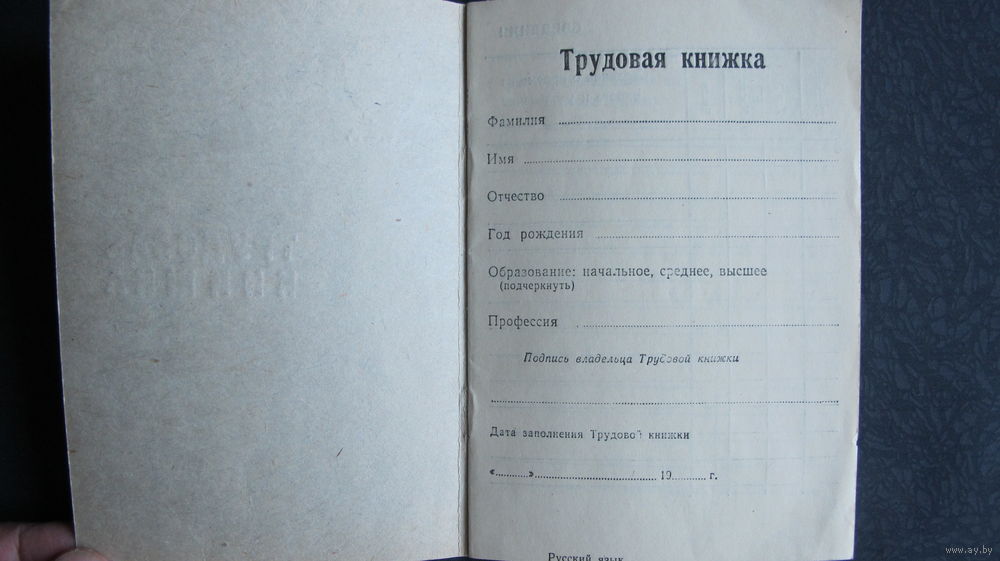 Трудовая книжка
Фамилия
Имя
Отчество
Год рождения
Образование: начальное, среднее, высшее
(подчеркнуть)
Профессия
Подпись владельца Трудовой книжки
Дата заполнения Трудовой книжки
«...........»........................................ 19........... г.
Русский язык
www.ay.by